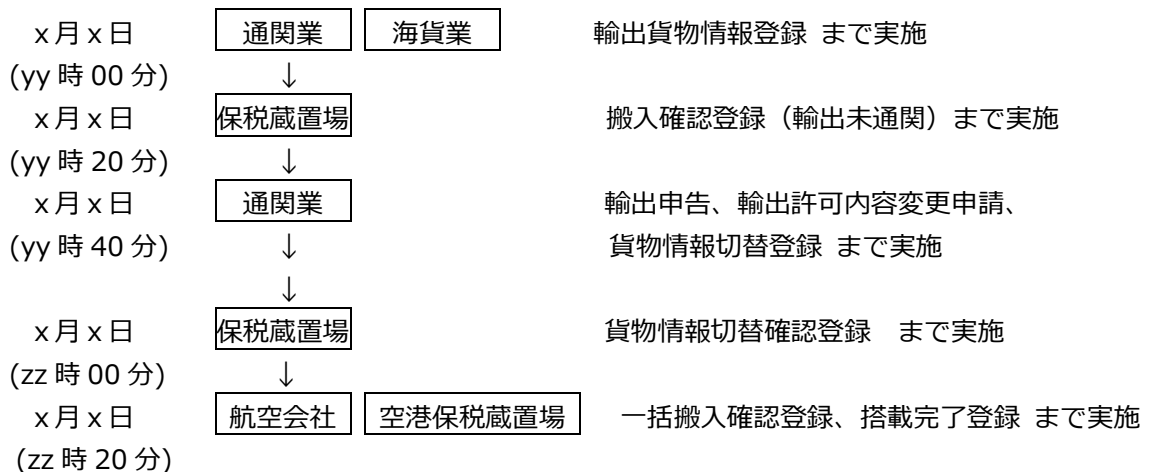 x月x日 通関業 海貨業 輸出貨物情報登録 まで実施
(yy時00分) ↓
x月x日 保税蔵置場 搬入確認登録（輸出未通関）まで実施
(yy時20分) ↓
x月x日 通関業 輸出申告、輸出許可内容変更申請、
(yy時40分) ↓ 貨物情報切替登録 まで実施
↓
x月x日 保税蔵置場 貨物情報切替確認登録　まで実施
(zz時00分) ↓
x月x日 航空会社 空港保税蔵置場 一括搬入確認登録、搭載完了登録 まで実施
(zz時20分)